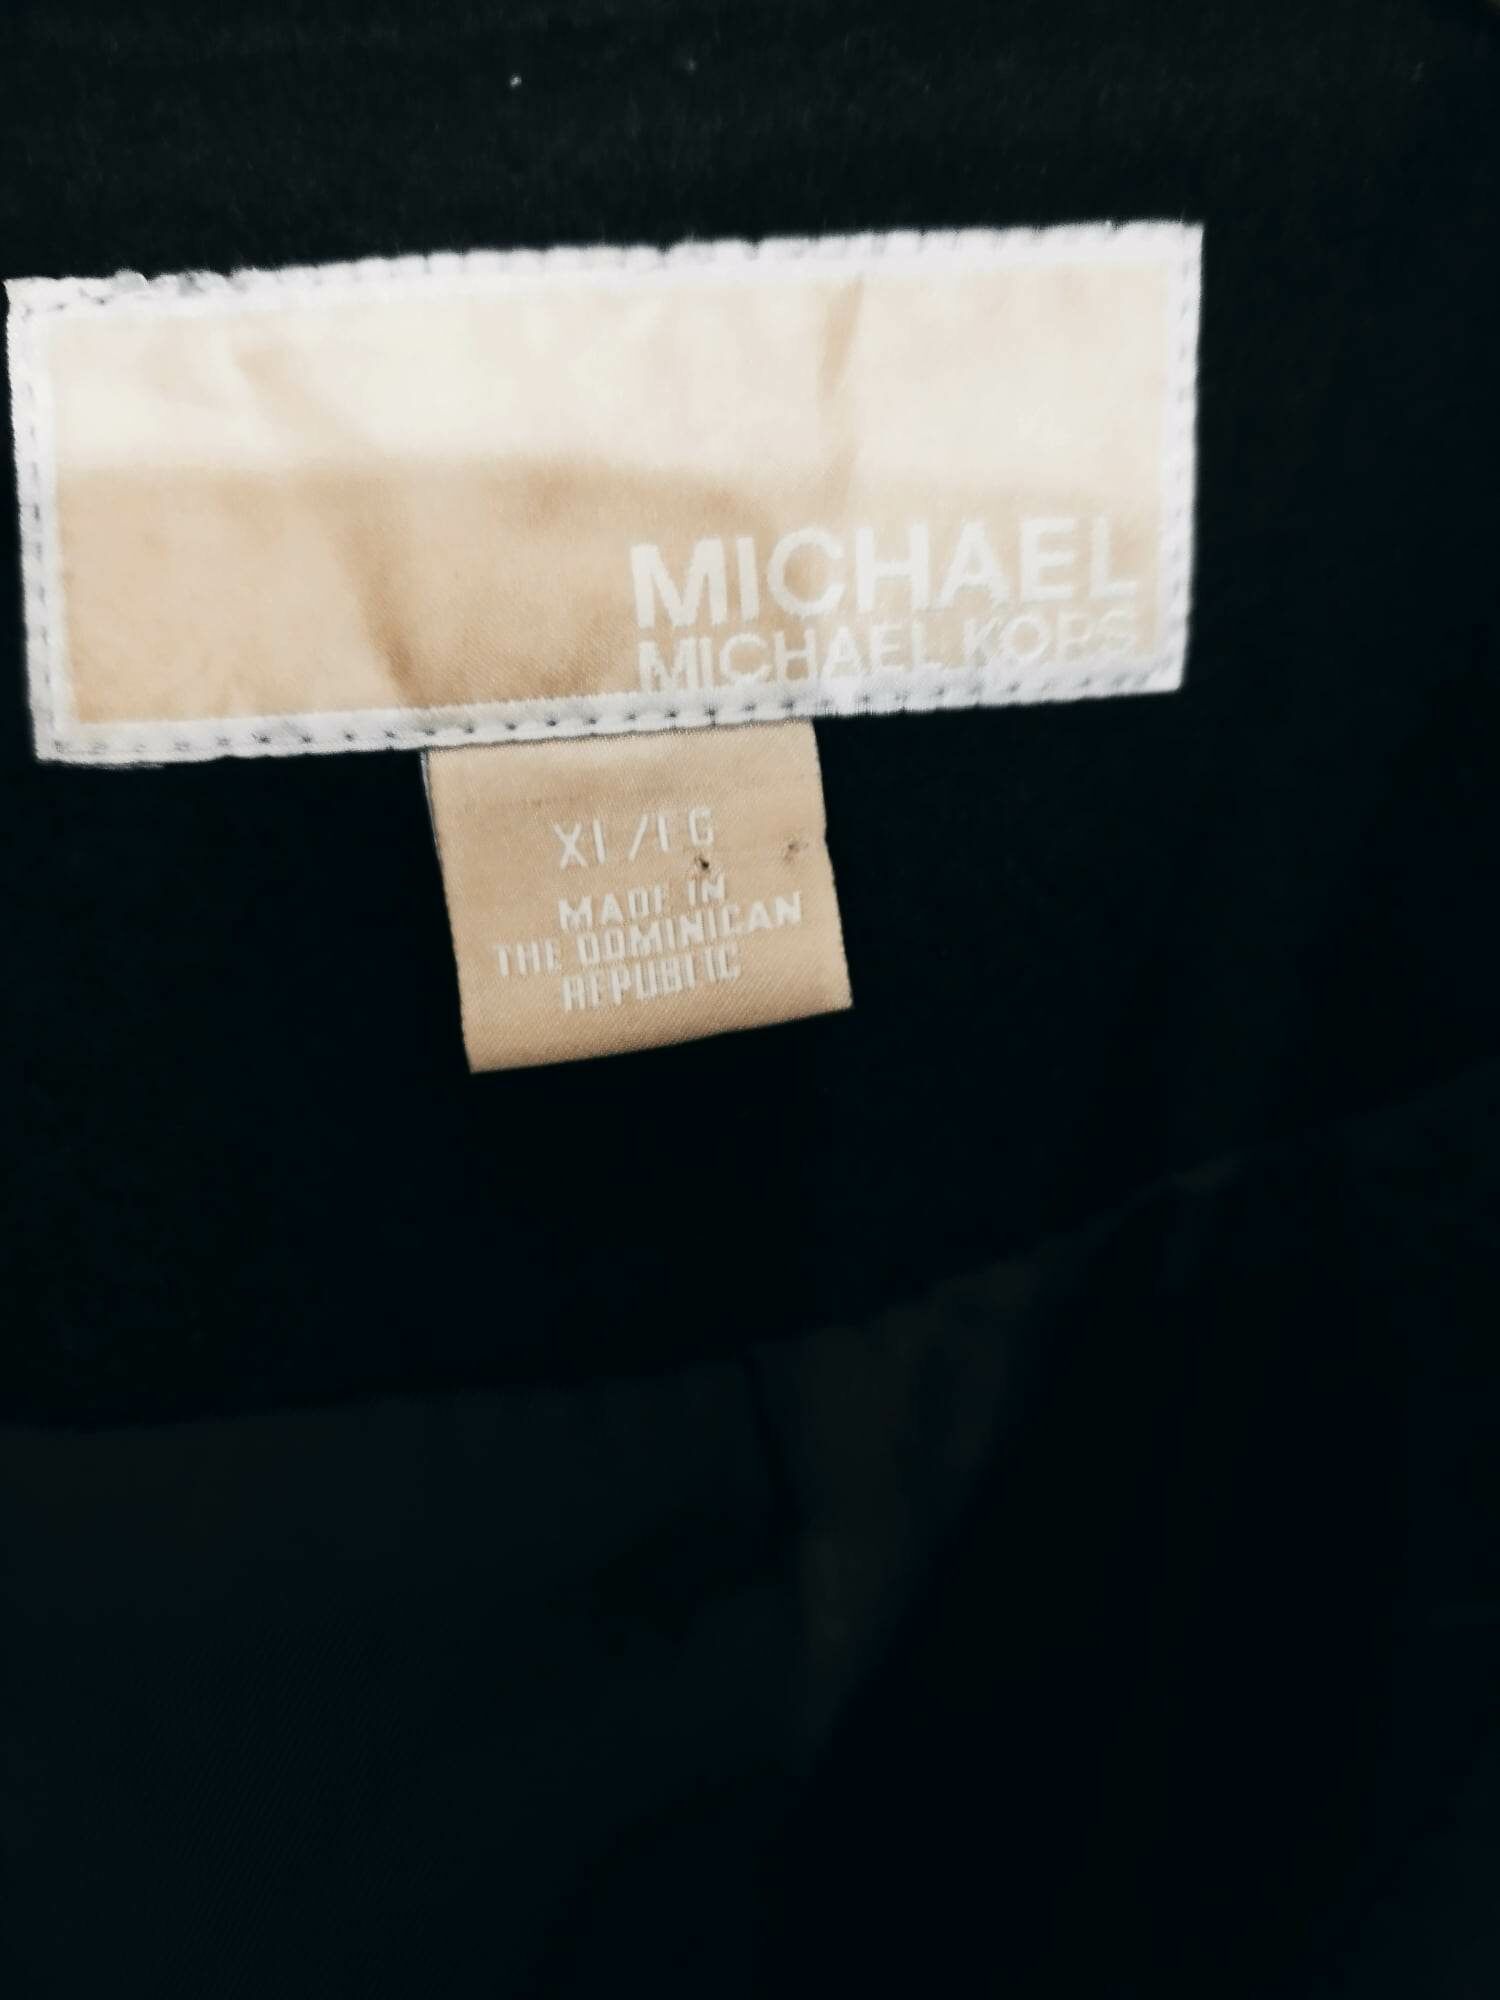 MICHAEL
MICHAEL KORS
XL/EG
MADE IN
THE DOMINICAN
REPUBLIC